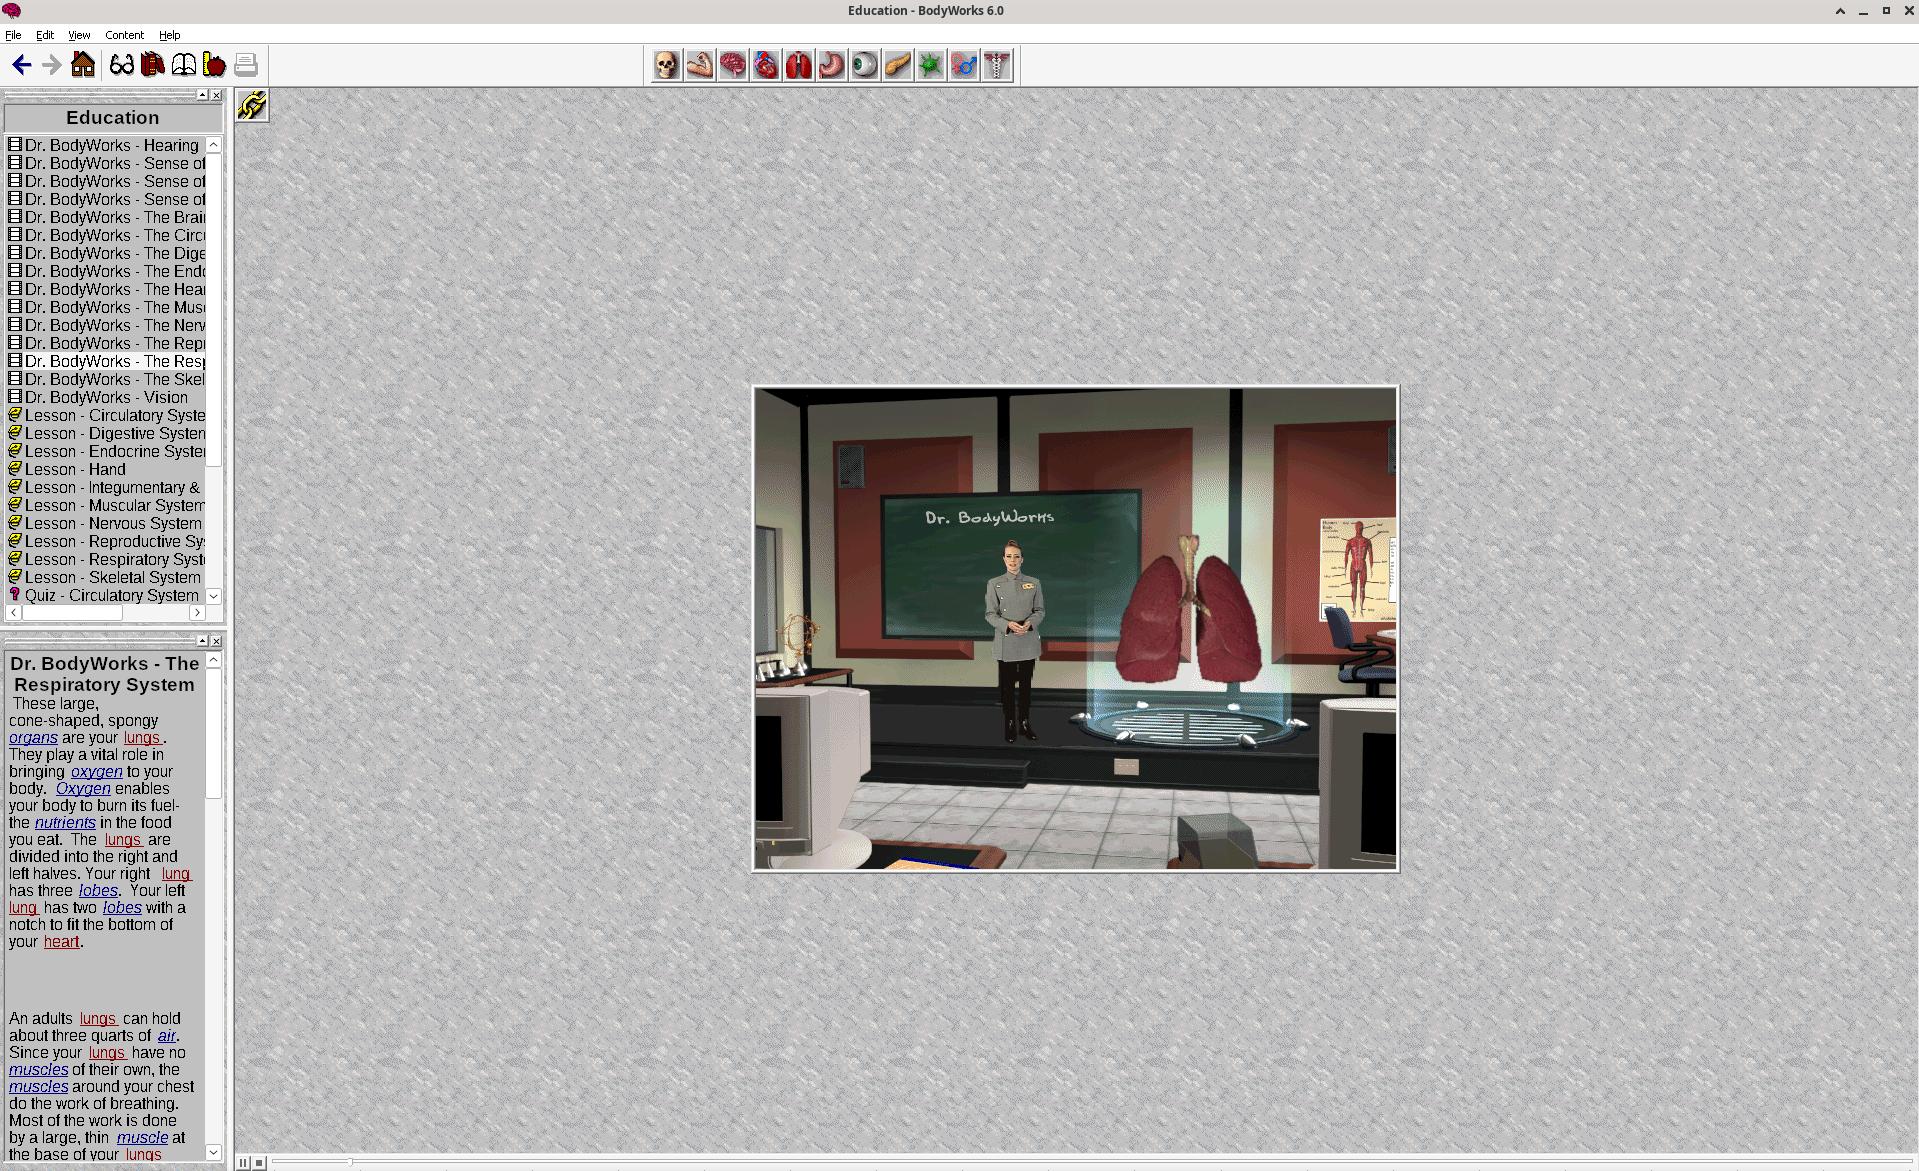 Education - BodyWorks 6.0
File Edit View Content Help
Education
Dr. BodyWorks - Hearing
Dr. BodyWorks - Sense of
Dr. BodyWorks - Sense of
Dr. BodyWorks - Sense of
Dr. BodyWorks - The Brain
Dr. BodyWorks - The Circu
Dr. BodyWorks - The Dige
Dr. BodyWorks - The Endo
Dr. BodyWorks - The Hear
Dr. BodyWorks - The Musc
Dr. BodyWorks - The Nerv
Dr. BodyWorks - The Repr
Dr. BodyWorks - The Resp
Dr. BodyWorks - The Skel
Dr. BodyWorks - Vision
Lesson - Circulatory Syste
Lesson - Digestive System
Lesson - Endocrine System
Lesson - Hand
Lesson - Integumentary &
Lesson - Muscular System
Lesson - Nervous System
Lesson - Reproductive Sys
Lesson - Respiratory Syste
Lesson - Skeletal System
Quiz - Circulatory System
Dr. BodyWorks - The
Respiratory System
These large,
cone-shaped, spongy
organs are your lungs .
They play a vital role in
bringing oxygen to your
body. Oxygen enables
your body to burn its fuel-
the nutrients in the food
you eat. The lungs are
divided into the right and
left halves. Your right lung
has three lobes. Your left
lung has two lobes with a
notch to fit the bottom of
your heart.
An adults lungs can hold
about three quarts of air.
Since your lungs have no
muscles of their own, the
muscles around your chest
do the work of breathing.
Most of the work is done
by a large, thin muscle at
the base of your lungs
Dr. BodyWorks